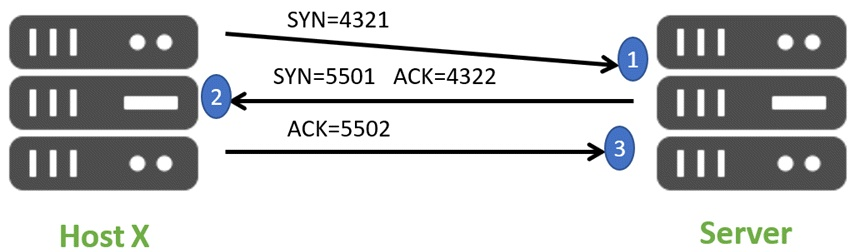 SYN=4321
1
SYN=5501 ACK=4322
2
ACK=5502
3
Host X
Server